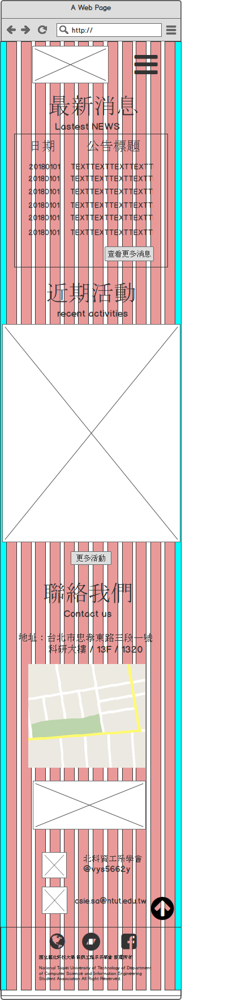 A Web Page
http://
最新消息
Lastest NEWS
日期 公告標題
20180101 TEXTTEXTTEXTTEXTT
20180101 TEXTTEXTTEXTTEXTT
20180101 TEXTTEXTTEXTTEXTT
20180101 TEXTTEXTTEXTTEXTT
20180101 TEXTTEXTTEXTTEXTT
20180101 TEXTTEXTTEXTTEXTT
查看更多消息
近期活動
recent activities
更多活動
聯絡我們
Contact us
地址：台北市忠孝東路三段一號
科研大樓 / 13F / 1320
北科資工系學會
@vys5662y
csie.sa@ntut.edu.tw
國立臺北科技大學 資訊工程系系學會 版權所有
National Taipei University of Technology of Department
of Computer Science and Information Engineering
Student Association All Right Reserved.